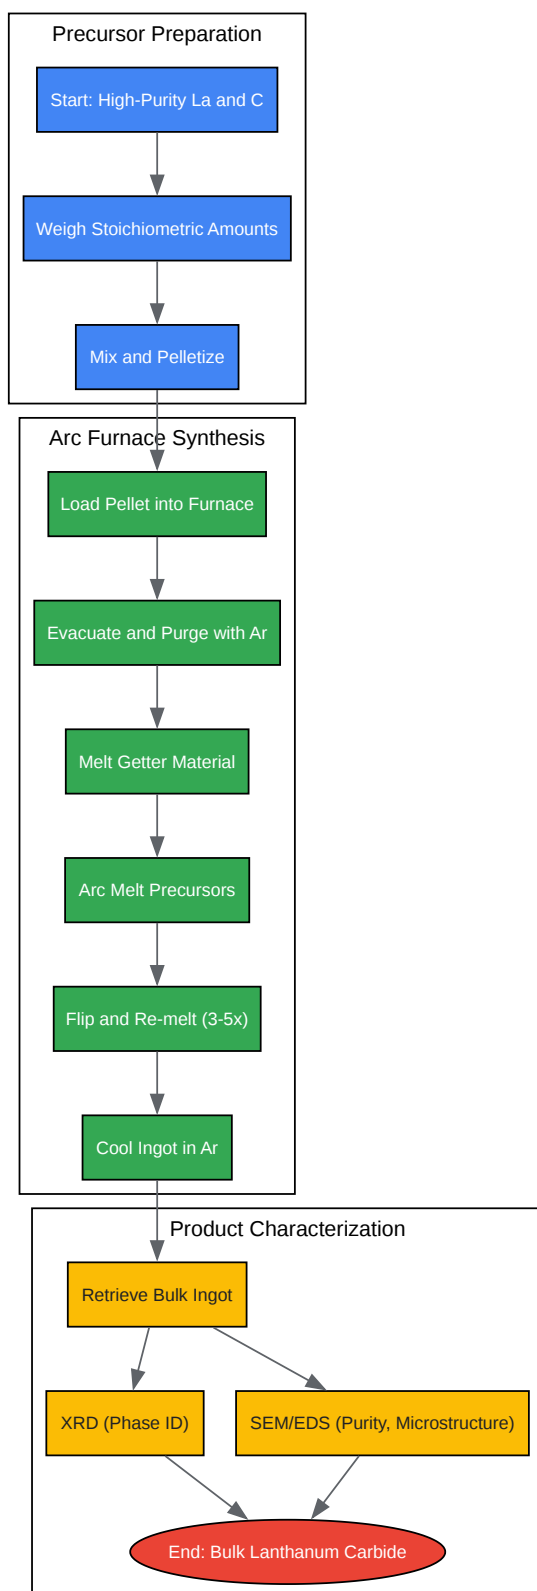 Precursor Preparation
Start: High-Purity La and C
Weigh Stoichiometric Amounts
Mix and Pelletize
Arc Furnace Synthesis
Load Pellet into Furnace
Evacuate and Purge with Ar
Melt Getter Material
Arc Melt Precursors
Flip and Re-melt (3-5x)
Cool Ingot in Ar
Product Characterization
Retrieve Bulk Ingot
XRD (Phase ID)
SEM/EDS (Purity, Microstructure)
End: Bulk Lanthanum Carbide